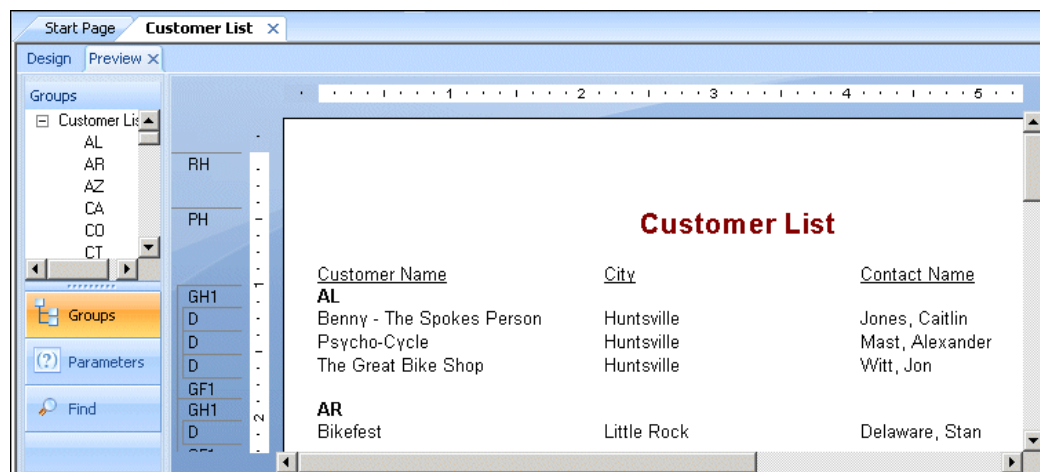 Start Page Customer List
Design Preview
Groups
Customer Lis
AL
AR
AZ
CA
CO
CT
Groups
(?) Parameters
Find
1 2 3 4 5
RH
PH
GH1
D
D
D
GF1
GH1
D
1
2
Customer List
Customer Name City Contact Name
AL
Benny - The Spokes Person Huntsville Jones, Caitlin
Psycho-Cycle Huntsville Mast, Alexander
The Great Bike Shop Huntsville Witt, Jon
AR
Bikefest Little Rock Delaware, Stan